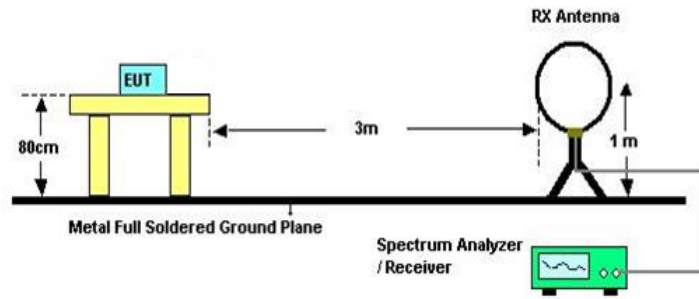 RX Antenna
EUT
3m
80cm
1 m
Metal Full Soldered Ground Plane
Spectrum Analyzer
/ Receiver